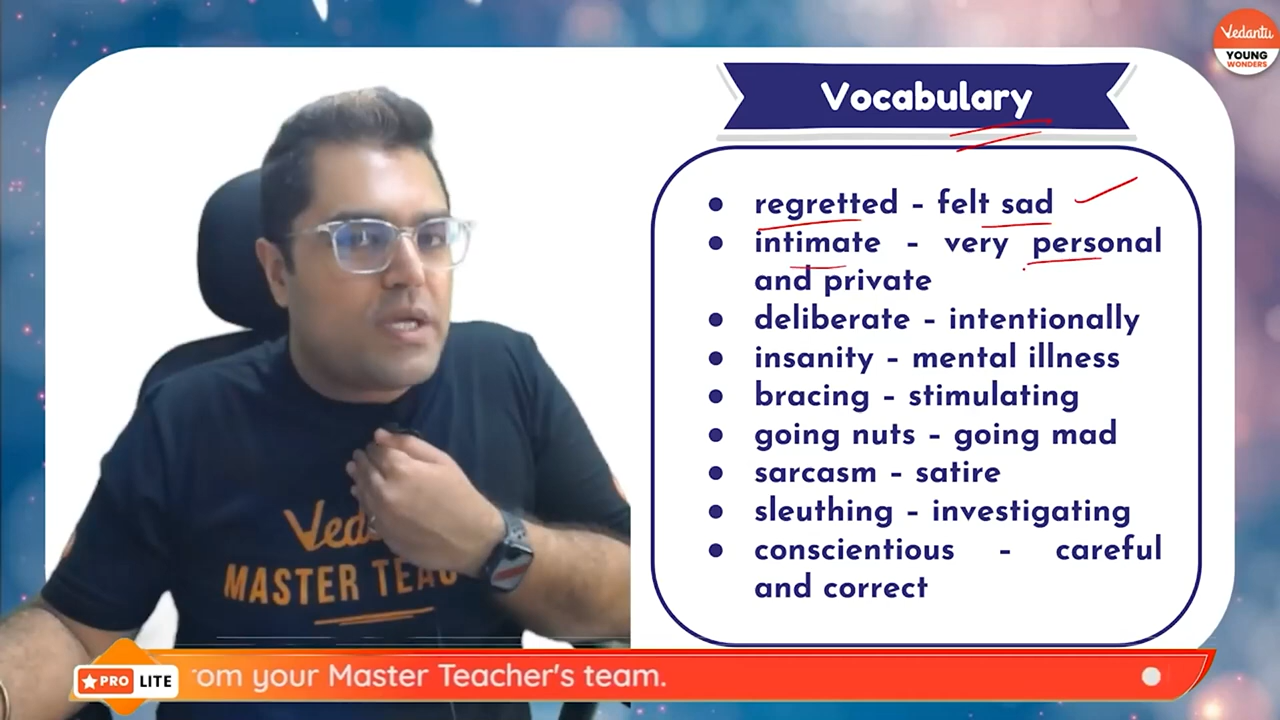 Vedantu
YOUNG
WONDERS
Vocabulary
• regretted – felt sad
• intimate – very personal
and private
• deliberate – intentionally
• insanity – mental illness
• bracing – stimulating
• going nuts – going mad
• sarcasm – satire
• sleuthing – investigating
• conscientious – careful
and correct
MASTER
PRO LITE
om your Master Teacher's team.